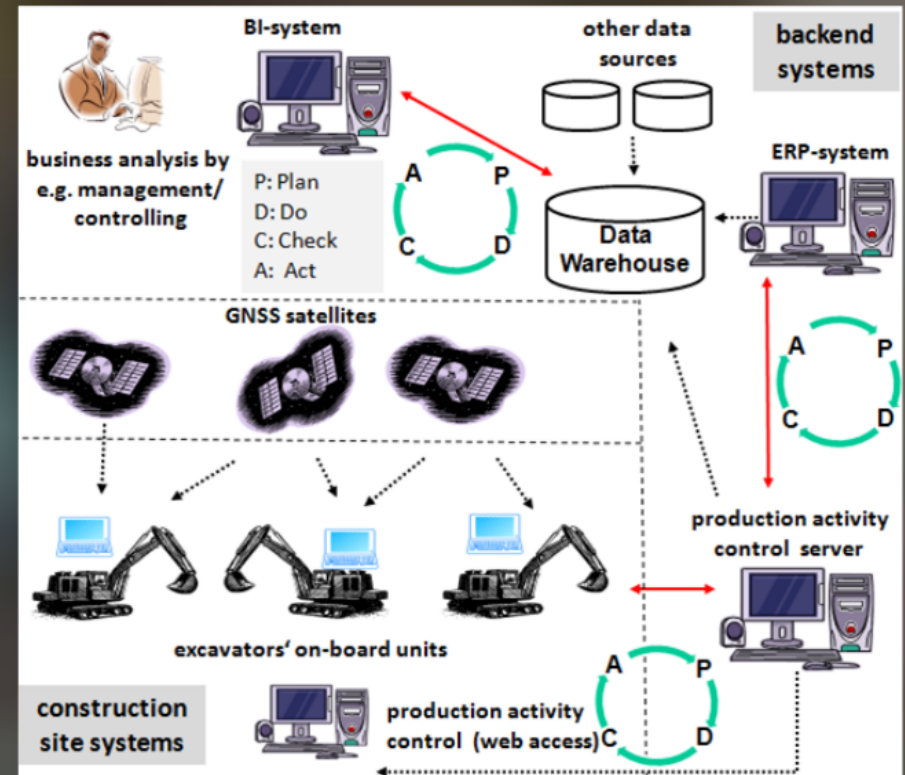 BI-system
other data
sources
backend
systems
business analysis by
e.g. management/
controlling
P: Plan
D: Do
C: Check
A: Act
A
P
C
D
Data
Warehouse
ERP-system
GNSS satellites
A
P
C
D
production activity
control server
excavators‘ on-board units
construction
site systems
production activity
control (web access)
A
P
C
D